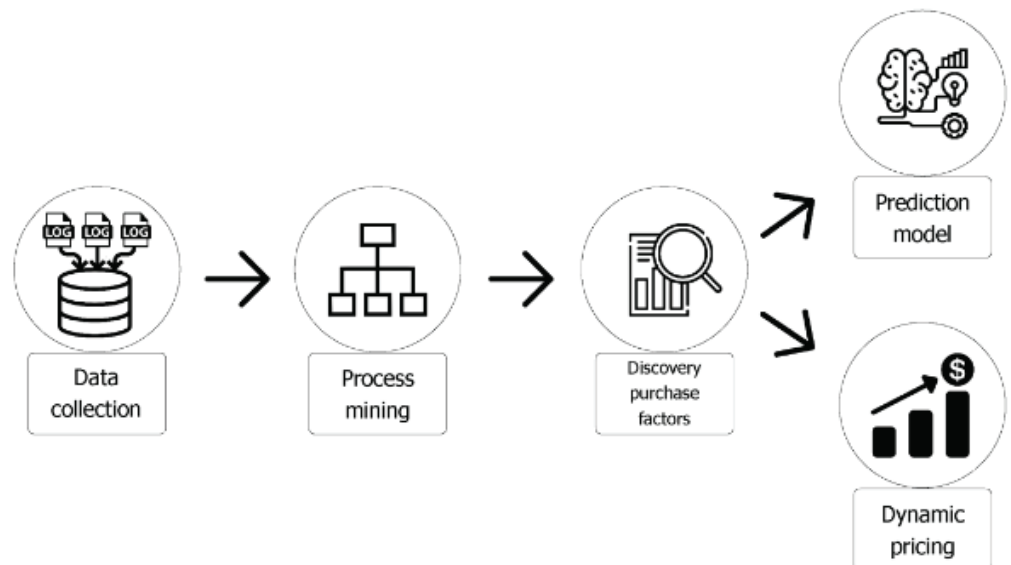 LOG LOG LOG
Data
collection
Process
mining
Discovery
purchase
factors
Prediction
model
$
Dynamic
pricing